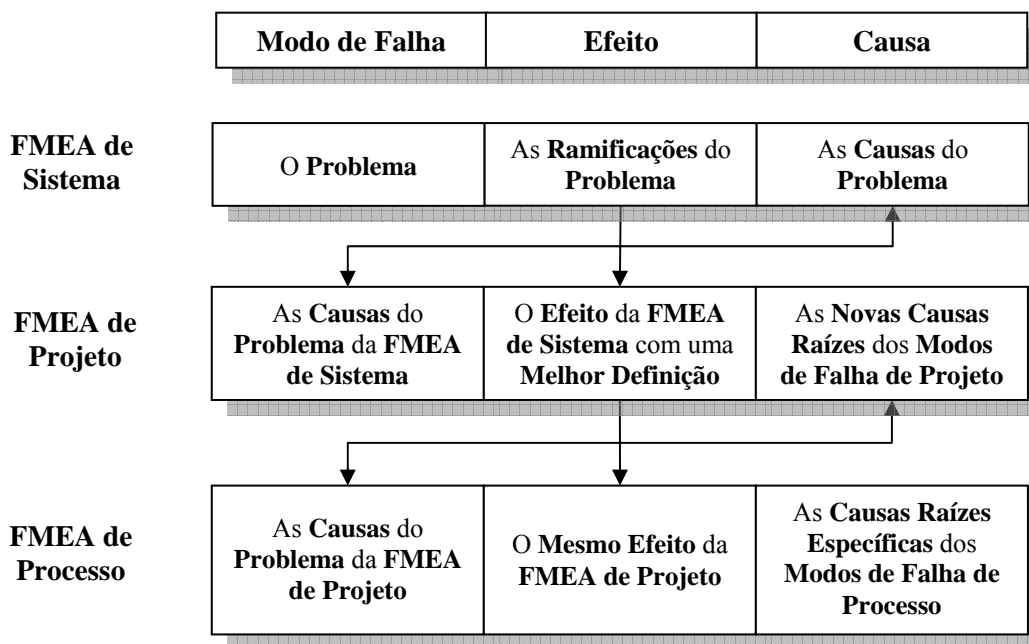 Modo de Falha
Efeito
Causa
FMEA de
Sistema
O Problema
As Ramificações do
Problema
As Causas do
Problema
FMEA de
Projeto
As Causas do
Problema da FMEA
de Sistema
O Efeito da FMEA
de Sistema com uma
Melhor Definição
As Novas Causas
Raízes dos Modos
de Falha de Projeto
FMEA de
Processo
As Causas do
Problema da FMEA
de Projeto
O Mesmo Efeito da
FMEA de Projeto
As Causas Raízes
Específicas dos
Modos de Falha de
Processo